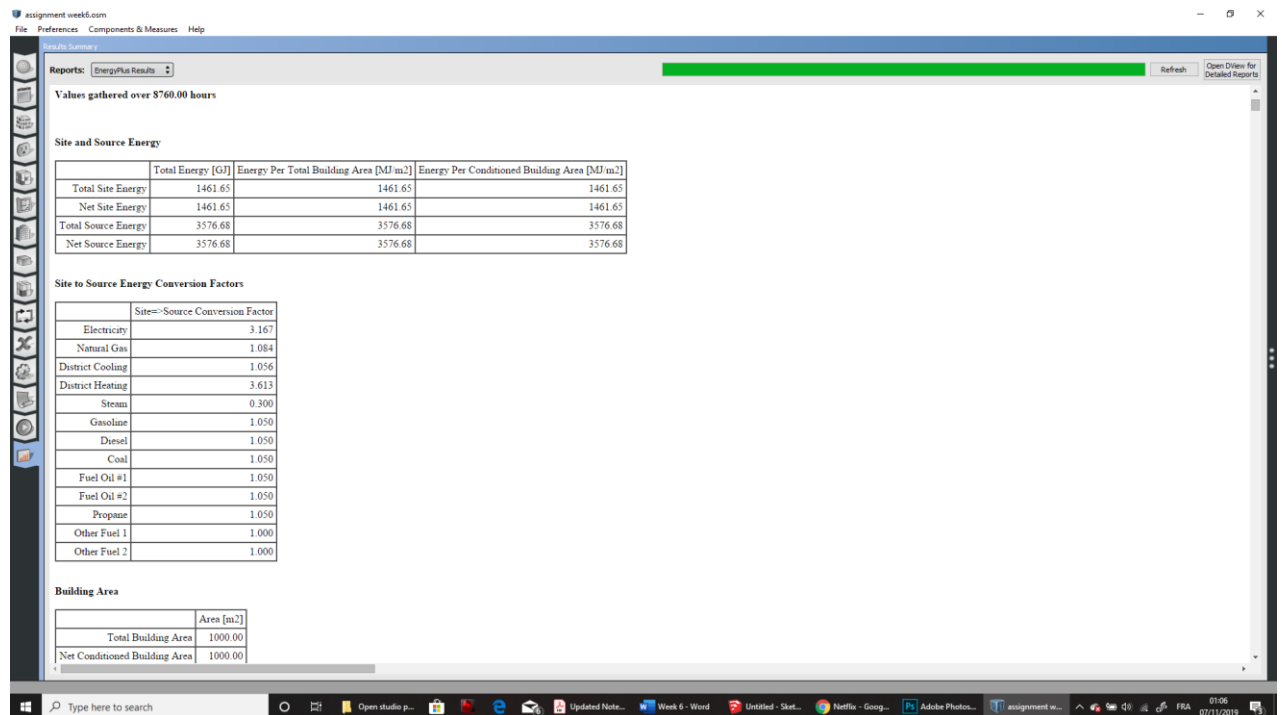 assignment week6.osm
File Preferences Components & Measures Help
Results Summary
Reports: EnergyPlus Results Refresh Open DView for
Detailed Reports
Values gathered over 8760.00 hours
Site and Source Energy
Total Energy [GJ] Energy Per Total Building Area [MJ/m2] Energy Per Conditioned Building Area [MJ/m2]
Total Site Energy 1461.65 1461.65 1461.65
Net Site Energy 1461.65 1461.65 1461.65
Total Source Energy 3576.68 3576.68 3576.68
Net Source Energy 3576.68 3576.68 3576.68
Site to Source Energy Conversion Factors
Site=>Source Conversion Factor
Electricity 3.167
Natural Gas 1.084
District Cooling 1.056
District Heating 3.613
Steam 0.300
Gasoline 1.050
Diesel 1.050
Coal 1.050
Fuel Oil #1 1.050
Fuel Oil #2 1.050
Propane 1.050
Other Fuel 1 1.000
Other Fuel 2 1.000
Building Area
Area [m2]
Total Building Area 1000.00
Net Conditioned Building Area 1000.00
Type here to search Open studio p... Updated Note... Week 6 - Word Untitled - Sket... Netflix - Goog... Ps Adobe Photos... assignment w... FRA 01:06
07/11/2019